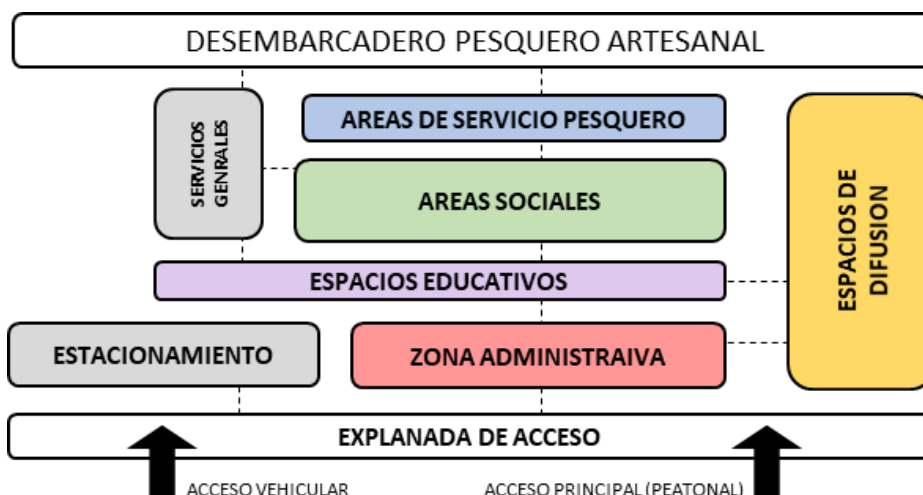 DESEMBARCADERO PESQUERO ARTESANAL
SERVICIOS
GENRALES
AREAS DE SERVICIO PESQUERO
AREAS SOCIALES
ESPACIOS DE
DIFUSION
ESPACIOS EDUCATIVOS
ESTACIONAMIENTO
ZONA ADMINISTRAIVA
EXPLANADA DE ACCESO
ACCESO VEHICULAR
ACCESO PRINCIPAL (PEATONAL)